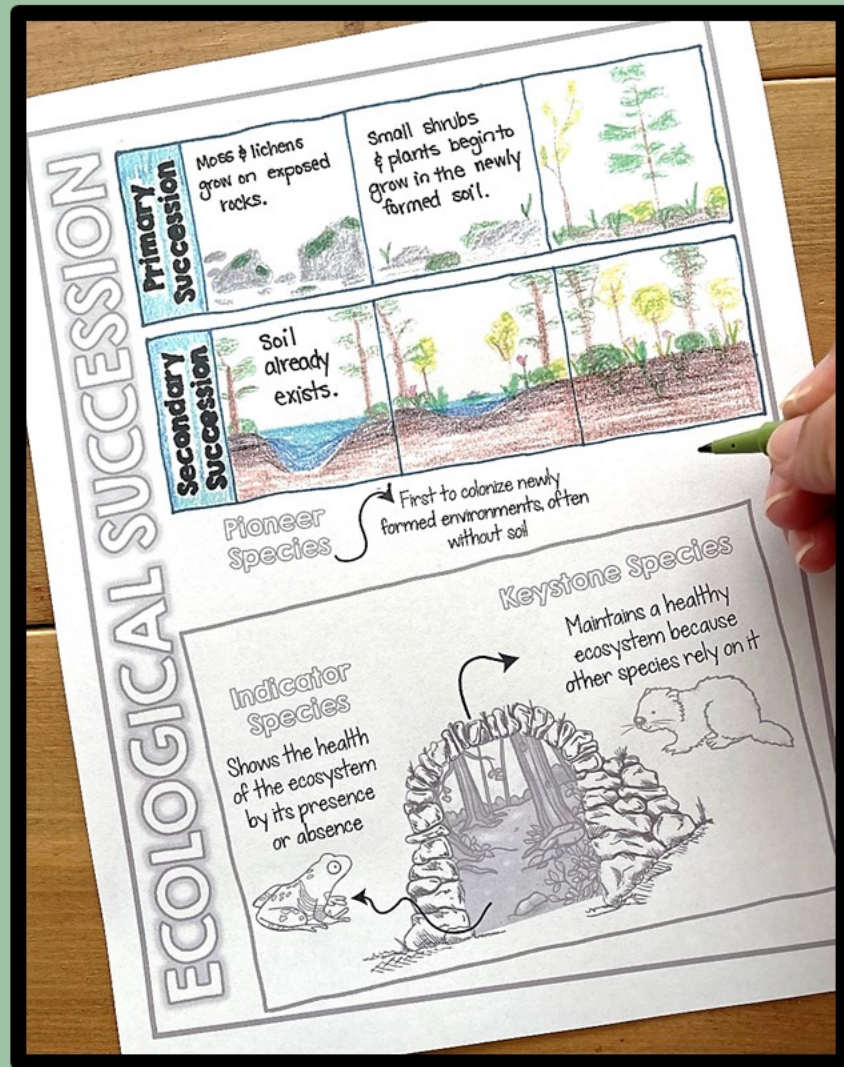 ECOLOGICAL SUCCESSION
Primary
Succession
Moss & lichens
grow on exposed
rocks.
Small shrubs
& plants begin to
grow in the newly
formed soil.
Secondary
Succession
Soil
already
exists.
Pioneer
Species
First to colonize newly
formed environments, often
without soil
Keystone Species
Maintains a healthy
ecosystem because
other species rely on it
Indicator
Species
Shows the health
of the ecosystem
by its presence
or absence